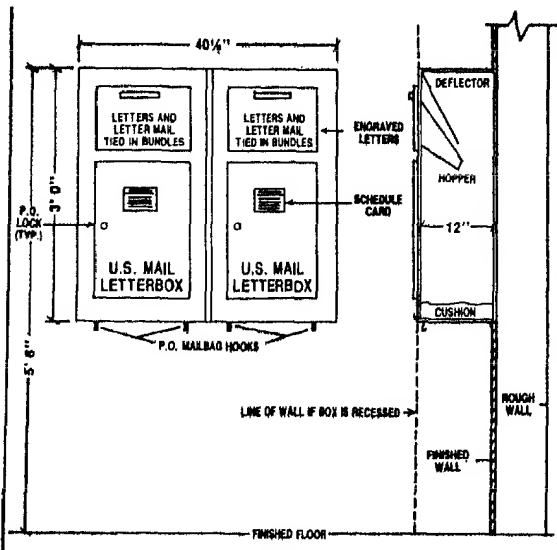 40¼"
LETTERS AND
LETTER MAIL
TIED IN BUNDLES
LETTERS AND
LETTER MAIL
TIED IN BUNDLES
ENGRAVED
LETTERS
DEFLECTOR
HOPPER
3' 0"
P.O.
LOCK
(TYP.)
SCHEDULE
CARD
12"
U.S. MAIL
LETTERBOX
U.S. MAIL
LETTERBOX
CUSHION
P.O. MAILBAG HOOKS
5' 6"
LINE OF WALL IF BOX IS RECESSED
ROUGH
WALL
FINISHED
WALL
FINISHED FLOOR